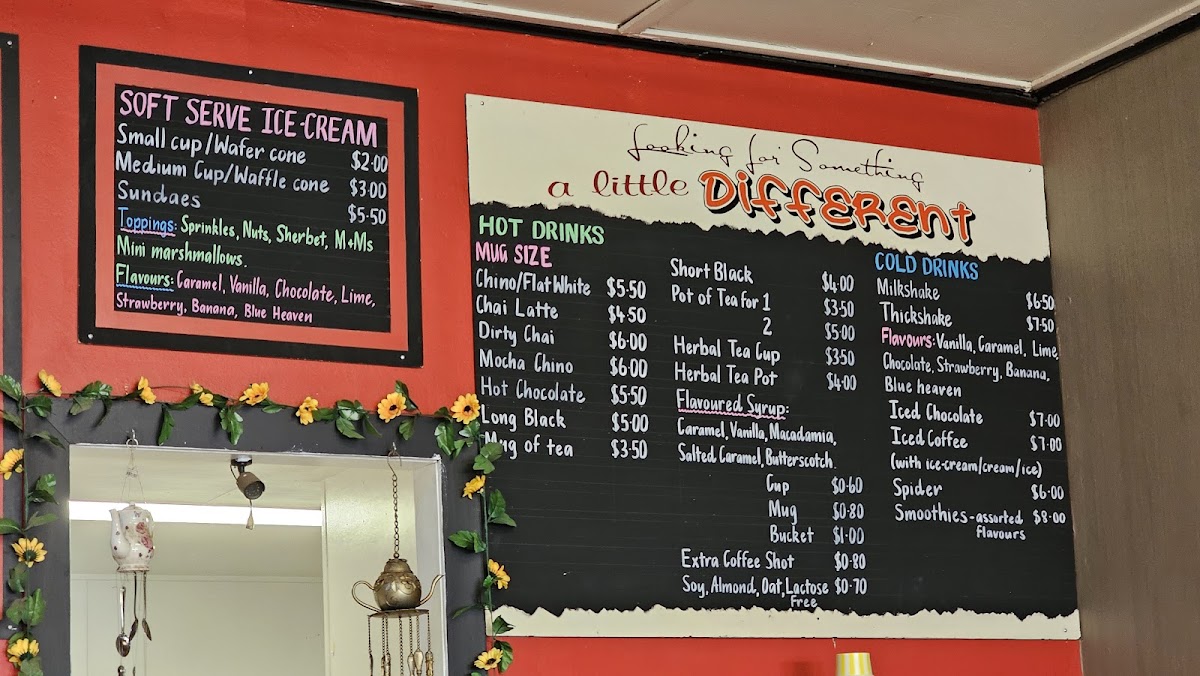 SOFT SERVE ICE-CREAM
Small cup/Wafer cone $2.00
Medium Cup/Waffle cone $3.00
Sundaes $5.50
Toppings: Sprinkles, Nuts, Sherbet, M+Ms
Mini marshmallows.
Flavours: Caramel, Vanilla, Chocolate, Lime,
Strawberry, Banana, Blue Heaven
Looking for Something
a little DiFFEREnt
HOT DRINKS
MUG SIZE
Chino/Flat White $5.50
Chai Latte $4.50
Dirty Chai $6.00
Mocha Chino $6.00
Hot Chocolate $5.50
Long Black $5.00
Mug of tea $3.50
Short Black $4.00
Pot of Tea for 1 $3.50
2 $5.00
Herbal Tea Cup $3.50
Herbal Tea Pot $4.00
Flavoured Syrup:
Caramel, Vanilla, Macadamia,
Salted Caramel, Butterscotch.
Cup $0.60
Mug $0.80
Bucket $1.00
Extra Coffee Shot $0.80
Soy, Almond, Oat, Lactose $0.70
Free
COLD DRINKS
Milkshake $6.50
Thickshake $7.50
Flavours: Vanilla, Caramel, Lime,
Chocolate, Strawberry, Banana,
Blue heaven
Iced Chocolate $7.00
Iced Coffee $7.00
(with ice-cream/cream/ice)
Spider $6.00
Smoothies - assorted $8.00
flavours